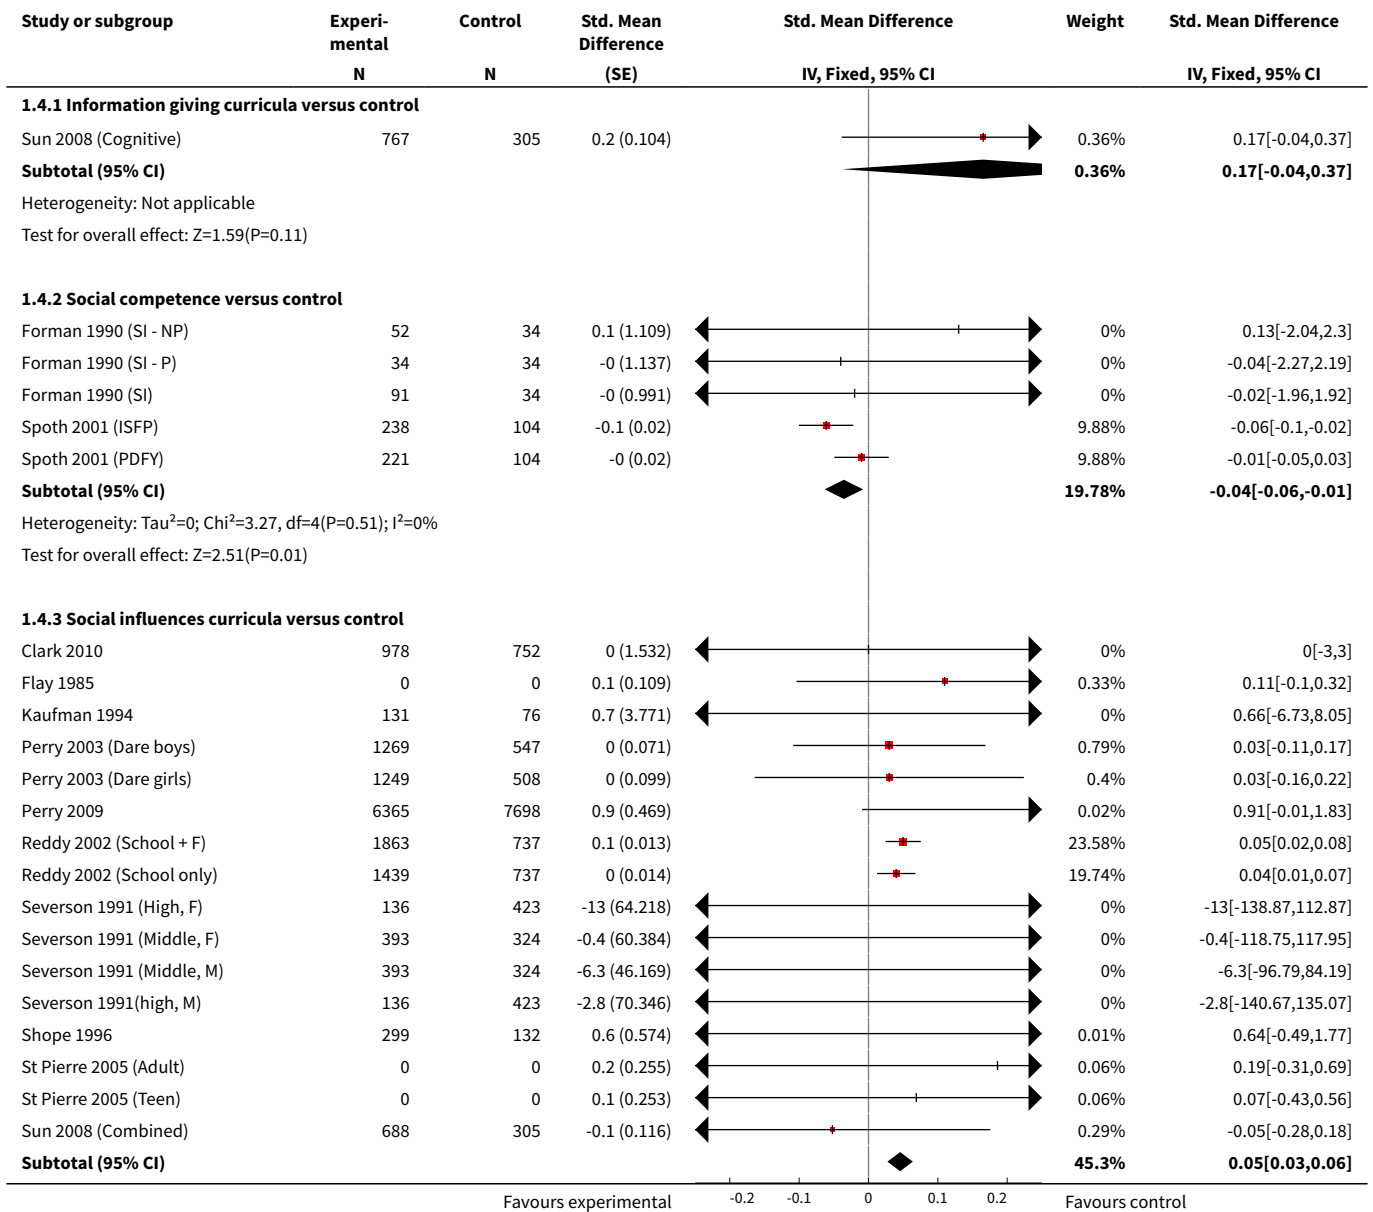 Study or subgroup Experi- Control Std. Mean Std. Mean Difference Weight Std. Mean Difference
mental Difference
N N (SE) IV, Fixed, 95% CI IV, Fixed, 95% CI
1.4.1 Information giving curricula versus control
Sun 2008 (Cognitive) 767 305 0.2 (0.104) 0.36% 0.17[-0.04,0.37]
Subtotal (95% CI) 0.36% 0.17[-0.04,0.37]
Heterogeneity: Not applicable
Test for overall effect: Z=1.59(P=0.11)
1.4.2 Social competence versus control
Forman 1990 (SI - NP) 52 34 0.1 (1.109) 0% 0.13[-2.04,2.3]
Forman 1990 (SI - P) 34 34 -0 (1.137) 0% -0.04[-2.27,2.19]
Forman 1990 (SI) 91 34 -0 (0.991) 0% -0.02[-1.96,1.92]
Spoth 2001 (ISFP) 238 104 -0.1 (0.02) 9.88% -0.06[-0.1,-0.02]
Spoth 2001 (PDFY) 221 104 -0 (0.02) 9.88% -0.01[-0.05,0.03]
Subtotal (95% CI) 19.78% -0.04[-0.06,-0.01]
Heterogeneity: Tau²=0; Chi²=3.27, df=4(P=0.51); I²=0%
Test for overall effect: Z=2.51(P=0.01)
1.4.3 Social influences curricula versus control
Clark 2010 978 752 0 (1.532) 0% 0[-3,3]
Flay 1985 0 0 0.1 (0.109) 0.33% 0.11[-0.1,0.32]
Kaufman 1994 131 76 0.7 (3.771) 0% 0.66[-6.73,8.05]
Perry 2003 (Dare boys) 1269 547 0 (0.071) 0.79% 0.03[-0.11,0.17]
Perry 2003 (Dare girls) 1249 508 0 (0.099) 0.4% 0.03[-0.16,0.22]
Perry 2009 6365 7698 0.9 (0.469) 0.02% 0.91[-0.01,1.83]
Reddy 2002 (School + F) 1863 737 0.1 (0.013) 23.58% 0.05[0.02,0.08]
Reddy 2002 (School only) 1439 737 0 (0.014) 19.74% 0.04[0.01,0.07]
Severson 1991 (High, F) 136 423 -13 (64.218) 0% -13[-138.87,112.87]
Severson 1991 (Middle, F) 393 324 -0.4 (60.384) 0% -0.4[-118.75,117.95]
Severson 1991 (Middle, M) 393 324 -6.3 (46.169) 0% -6.3[-96.79,84.19]
Severson 1991(high, M) 136 423 -2.8 (70.346) 0% -2.8[-140.67,135.07]
Shope 1996 299 132 0.6 (0.574) 0.01% 0.64[-0.49,1.77]
St Pierre 2005 (Adult) 0 0 0.2 (0.255) 0.06% 0.19[-0.31,0.69]
St Pierre 2005 (Teen) 0 0 0.1 (0.253) 0.06% 0.07[-0.43,0.56]
Sun 2008 (Combined) 688 305 -0.1 (0.116) 0.29% -0.05[-0.28,0.18]
Subtotal (95% CI) 45.3% 0.05[0.03,0.06]
Favours experimental -0.2 -0.1 0 0.1 0.2 Favours control